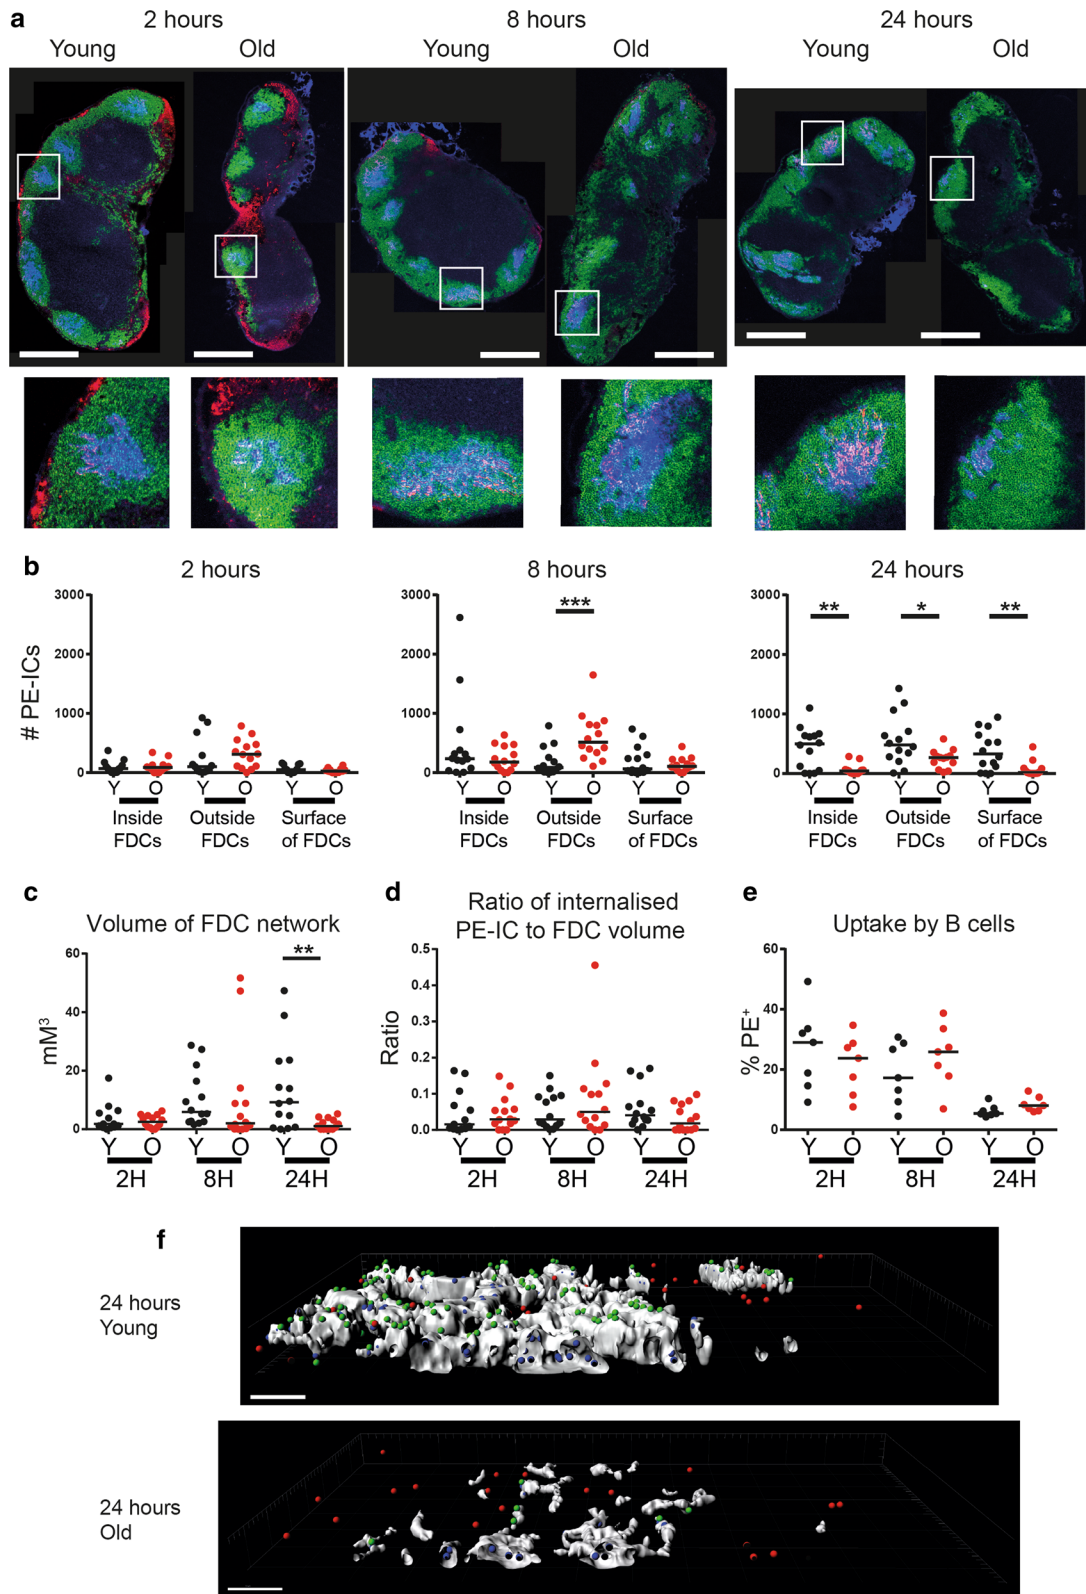 a
2 hours
8 hours
24 hours
Young
Old
Young
Old
Young
Old
b
2 hours
8 hours
24 hours
# PE-ICs
3000
2000
1000
0
Y
O
Y
O
Y
O
Inside FDCs
Outside FDCs
Surface of FDCs
3000
2000
1000
0
***
Y
O
Y
O
Y
O
Inside FDCs
Outside FDCs
Surface of FDCs
3000
2000
1000
0
**
*
**
Y
O
Y
O
Y
O
Inside FDCs
Outside FDCs
Surface of FDCs
c
Volume of FDC network
mM³
60
40
20
0
**
Y
O
Y
O
Y
O
2H
8H
24H
d
Ratio of internalised
PE-IC to FDC volume
Ratio
0.5
0.4
0.3
0.2
0.1
0.0
Y
O
Y
O
Y
O
2H
8H
24H
e
Uptake by B cells
% PE⁺
60
40
20
0
Y
O
Y
O
Y
O
2H
8H
24H
f
24 hours
Young
24 hours
Old